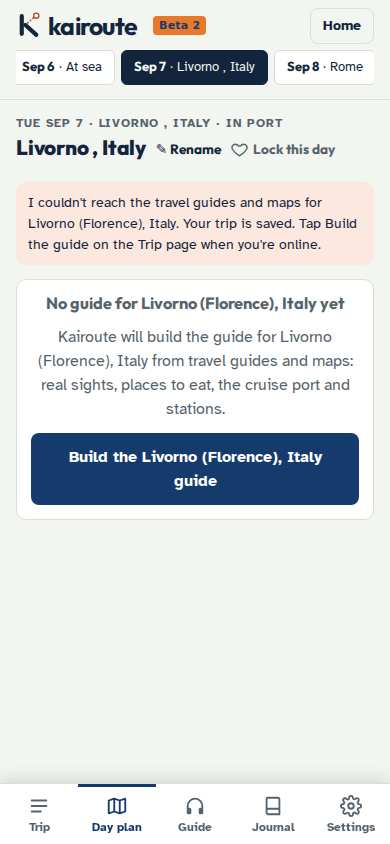 kairoute
Beta 2
Home
Sep 6 · At sea
Sep 7 · Livorno , Italy
Sep 8 · Rome
TUE SEP 7 · LIVORNO , ITALY · IN PORT
Livorno , Italy ✎ Rename Lock this day
I couldn't reach the travel guides and maps for
Livorno (Florence), Italy. Your trip is saved. Tap Build
the guide on the Trip page when you're online.
No guide for Livorno (Florence), Italy yet
Kairoute will build the guide for Livorno
(Florence), Italy from travel guides and maps:
real sights, places to eat, the cruise port and
stations.
Build the Livorno (Florence), Italy
guide
Trip
Day plan
Guide
Journal
Settings